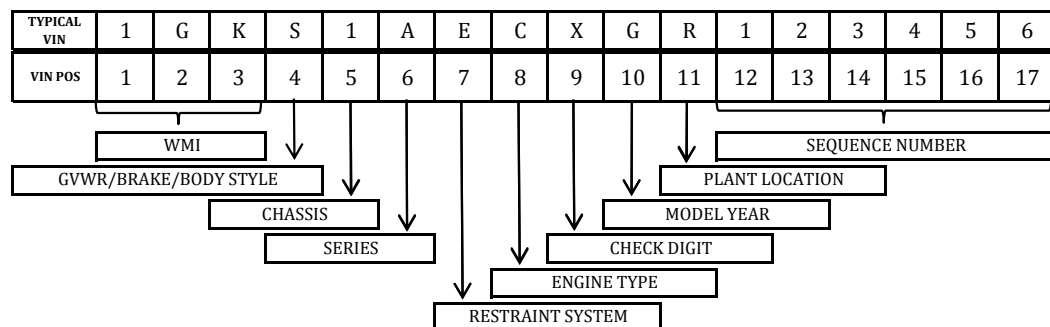 TYPICAL VIN 1 G K S 1 A E C X G R 1 2 3 4 5 6
VIN POS 1 2 3 4 5 6 7 8 9 10 11 12 13 14 15 16 17
WMI SEQUENCE NUMBER
GVWR/BRAKE/BODY STYLE PLANT LOCATION
CHASSIS MODEL YEAR
SERIES CHECK DIGIT
ENGINE TYPE
RESTRAINT SYSTEM